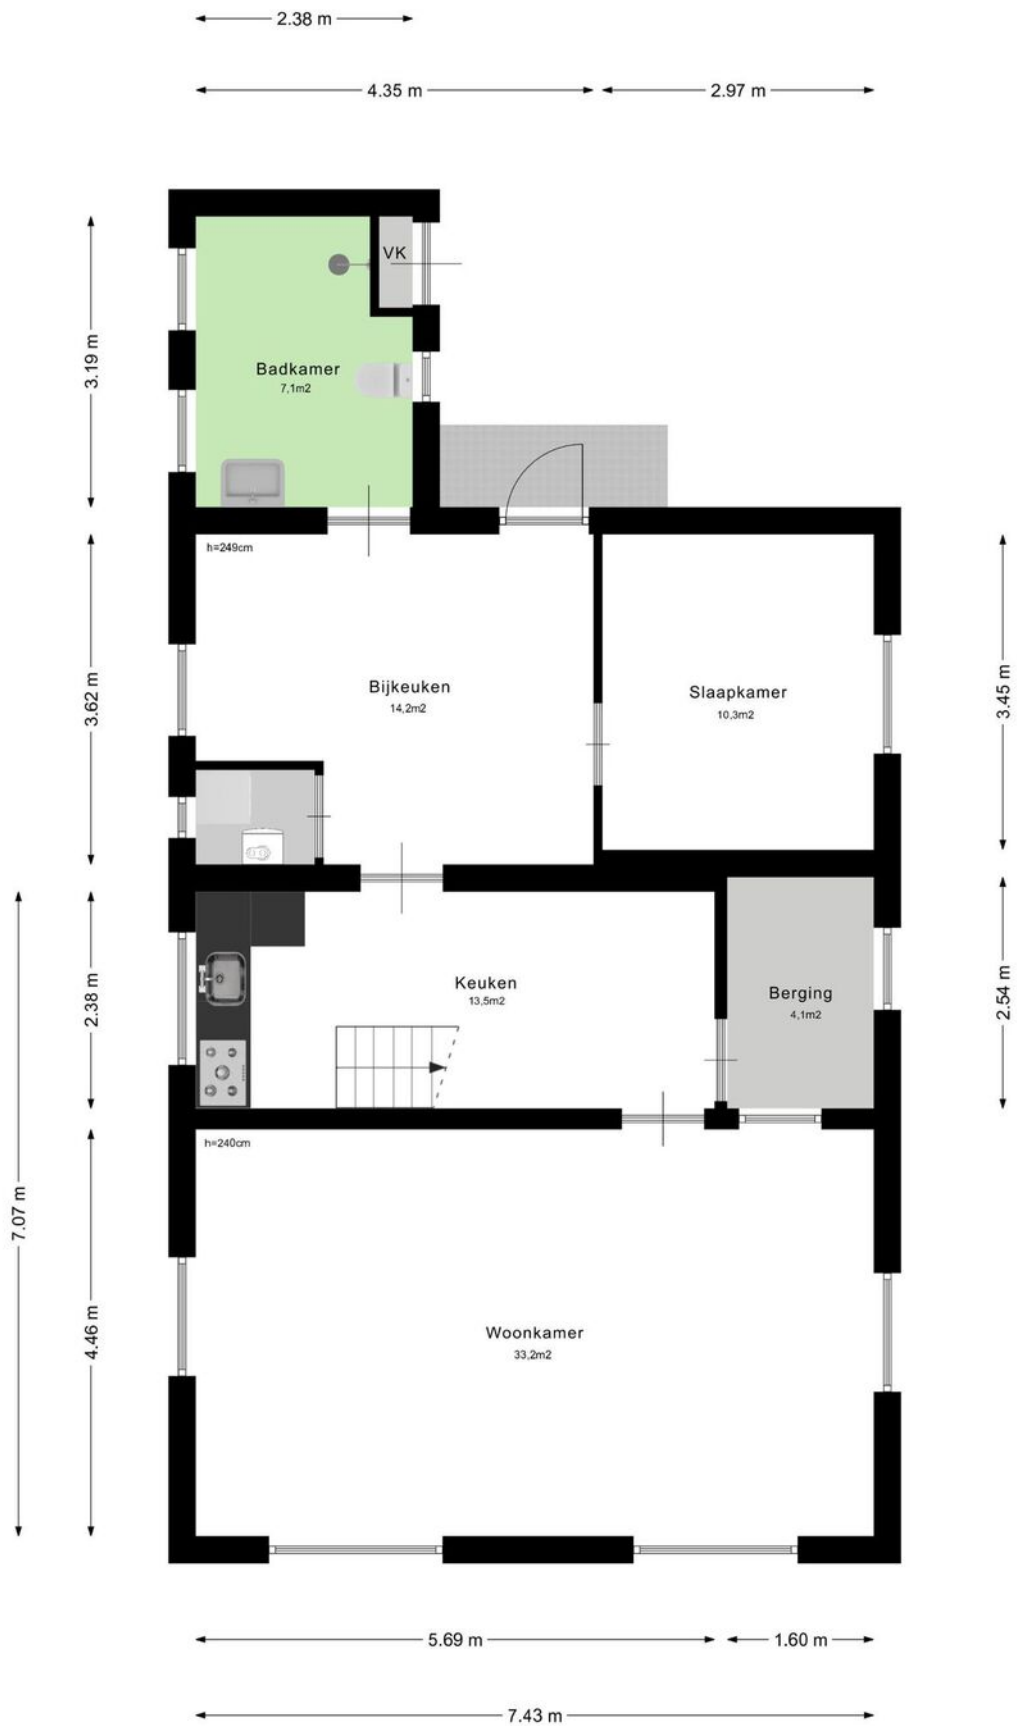 2.38 m
4.35 m
2.97 m
VK
3.19 m
Badkamer
7,1m2
h=249cm
3.62 m
Bijkeuken
14,2m2
Slaapkamer
10,3m2
3.45 m
2.38 m
Keuken
13,5m2
Berging
4,1m2
2.54 m
h=240cm
7.07 m
4.46 m
Woonkamer
33,2m2
5.69 m
1.60 m
7.43 m